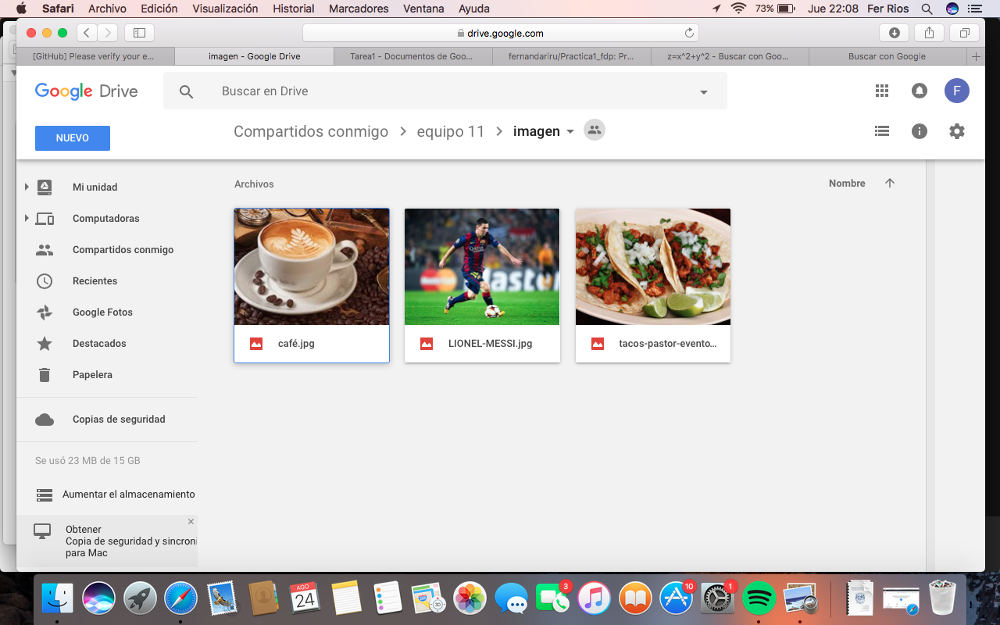 Safari Archivo Edición Visualización Historial Marcadores Ventana Ayuda 73% Jue 22:08 Fer Rios
drive.google.com
[GitHub] Please verify your e... imagen - Google Drive Tarea1 - Documentos de Goo... fernandariru/Practica1_fdp: Pr... z=x^2+y^2 - Buscar con Goo... Buscar con Google
Google Drive Buscar en Drive F
NUEVO Compartidos conmigo > equipo 11 > imagen
Mi unidad
Computadoras
Compartidos conmigo
Recientes
Google Fotos
Destacados
Papelera
Copias de seguridad
Se usó 23 MB de 15 GB
Aumentar el almacenamiento
Obtener
Copia de seguridad y sincroni
para Mac
Archivos Nombre
QATAR
MasterC
café.jpg LIONEL-MESSI.jpg tacos-pastor-evento...
AGO
24
3D
3
10
1